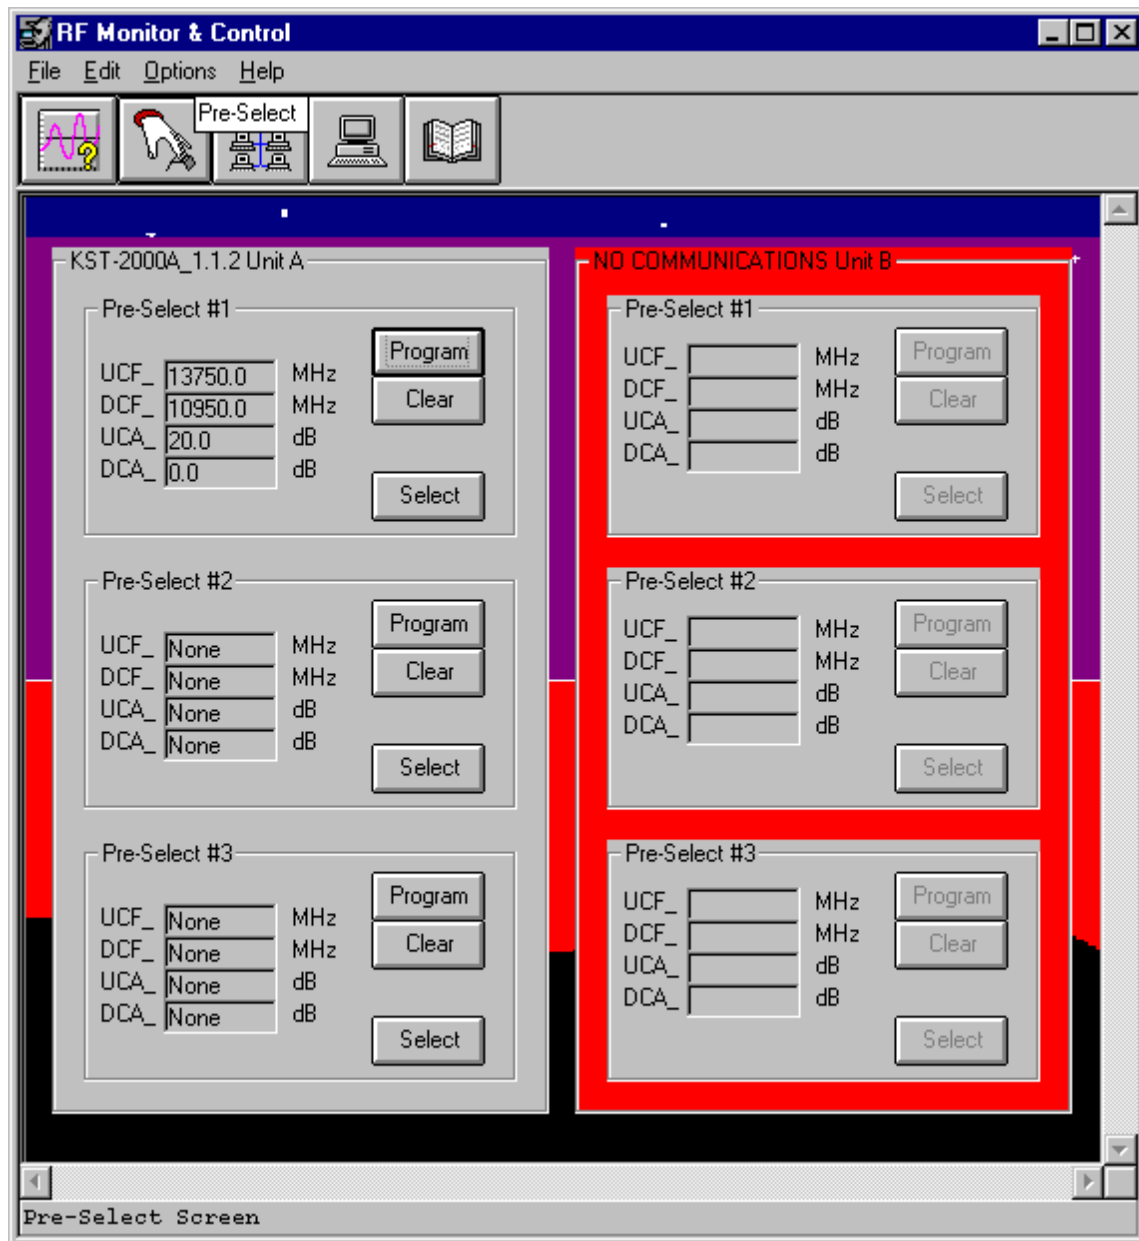 RF Monitor & Control
File Edit Options Help
Pre-Select
KST-2000A_1.1.2 Unit A
Pre-Select #1
UCF_ 13750.0 MHz
DCF_ 10950.0 MHz
UCA_ 20.0 dB
DCA_ 0.0 dB
Program
Clear
Select
Pre-Select #2
UCF_ None MHz
DCF_ None MHz
UCA_ None dB
DCA_ None dB
Program
Clear
Select
Pre-Select #3
UCF_ None MHz
DCF_ None MHz
UCA_ None dB
DCA_ None dB
Program
Clear
Select
NO COMMUNICATIONS Unit B
Pre-Select #1
UCF_ MHz
DCF_ MHz
UCA_ dB
DCA_ dB
Program
Clear
Select
Pre-Select #2
UCF_ MHz
DCF_ MHz
UCA_ dB
DCA_ dB
Program
Clear
Select
Pre-Select #3
UCF_ MHz
DCF_ MHz
UCA_ dB
DCA_ dB
Program
Clear
Select
Pre-Select Screen